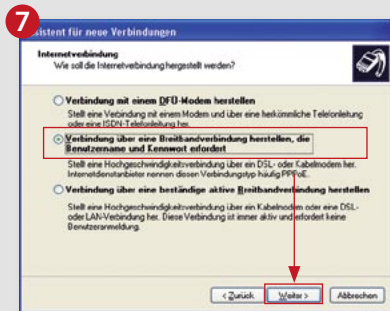 7
sistent für neue Verbindungen
Internetverbindung
Wie soll die Internetverbindung hergestellt werden?
Verbindung mit einem DFÜ-Modem herstellen
Stellt eine Verbindung mit einem Modem und über eine herkömmliche Telefonleitung
oder eine ISDN-Telefonleitung her.
Verbindung über eine Breitbandverbindung herstellen, die
Benutzername und Kennwort erfordert
Stellt eine Hochgeschwindigkeitsverbindung über ein DSL- oder Kabelmodem her.
Internetdienstanbieter nennen diesen Verbindungstyp häufig PPPoE.
Verbindung über eine beständige aktive Breitbandverbindung herstellen
Stellt eine Hochgeschwindigkeitsverbindung über ein Kabelmodem oder eine DSL-
oder LAN-Verbindung her. Diese Verbindung ist immer aktiv und erfordert keine
Benutzeranmeldung.
< Zurück Weiter > Abbrechen